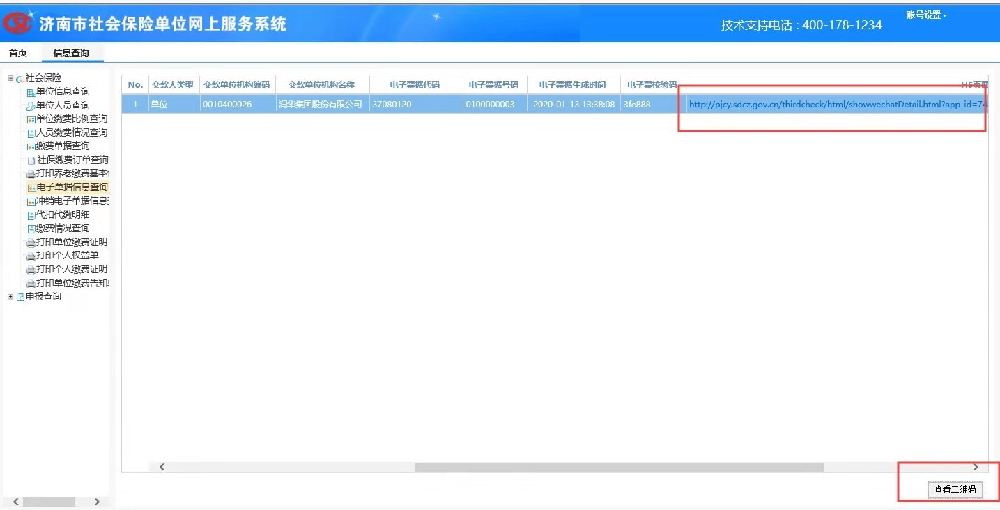 CSC 济南市社会保险单位网上服务系统
技术支持电话 : 400-178-1234
账号设置
首页 信息查询
社会保险
单位信息查询
单位人员查询
单位缴费比例查询
人员缴费情况查询
缴费单据查询
社保缴费订单查询
打印养老缴费基本
电子单据信息查询
冲销电子单据信息
代扣代缴明细
缴费情况查询
打印单位缴费证明
打印个人权益单
打印个人缴费证明
打印单位缴费告知
申报查询
No. 交款人类型 交款单位机构编码 交款单位机构名称 电子票据代码 电子票据号码 电子票据生成时间 电子票校验码 H5页面
1 单位 0010400026 润华集团股份有限公司 37080120 0100000003 2020-01-13 13:38:08 3fe888 http://pjcy.sdcz.gov.cn/thirdcheck/html/showwechatDetail.html?app_id=74
查看二维码